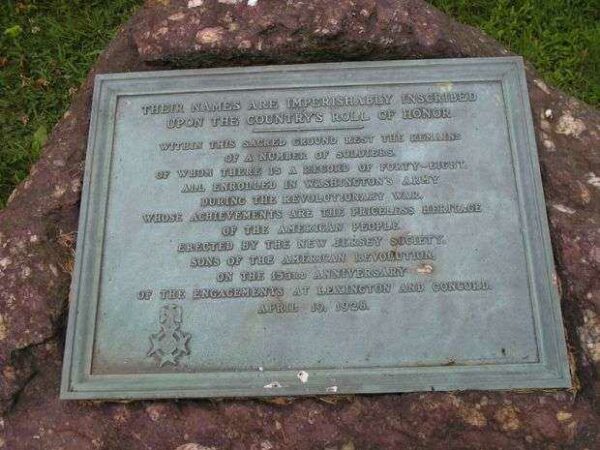 THEIR NAMES ARE IMPERISHABLY INSCRIBED
UPON THE COUNTRY'S ROLL OF HONOR
WITHIN THIS SACRED GROUND REST THE REMAINS
OF A NUMBER OF SOLDIERS,
OF WHOM THERE IS A RECORD OF FORTY-EIGHT,
ALL ENROLLED IN WASHINGTON'S ARMY
DURING THE REVOLUTIONARY WAR,
WHOSE ACHIEVEMENTS ARE THE PRICELESS HERITAGE
OF THE AMERICAN PEOPLE.
ERECTED BY THE NEW JERSEY SOCIETY,
SONS OF THE AMERICAN REVOLUTION,
ON THE 153RD ANNIVERSARY
OF THE ENGAGEMENTS AT LEXINGTON AND CONCORD.
APRIL 19, 1928.